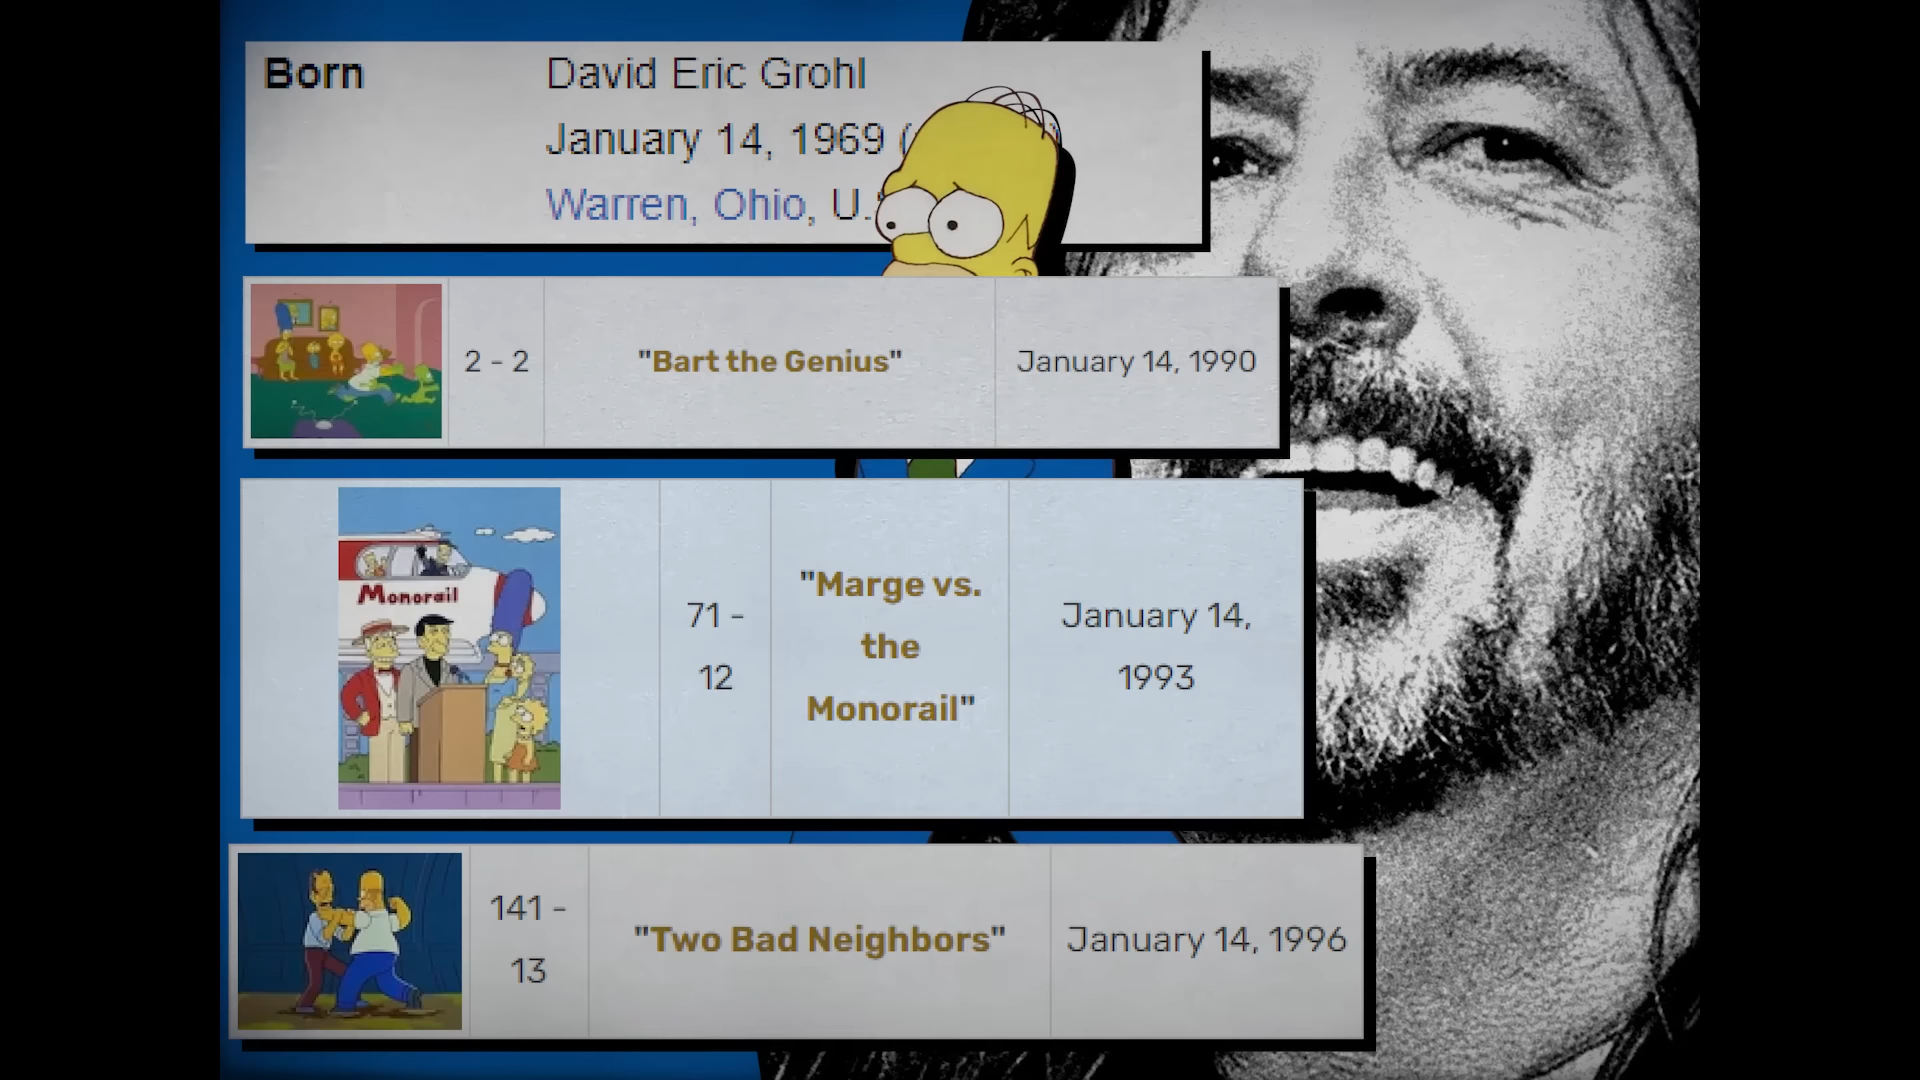 Born David Eric Grohl
January 14, 1969 (
Warren, Ohio, U.
2 - 2 "Bart the Genius" January 14, 1990
Monorail
71 -
12
"Marge vs.
the
Monorail"
January 14,
1993
141 -
13
"Two Bad Neighbors" January 14, 1996